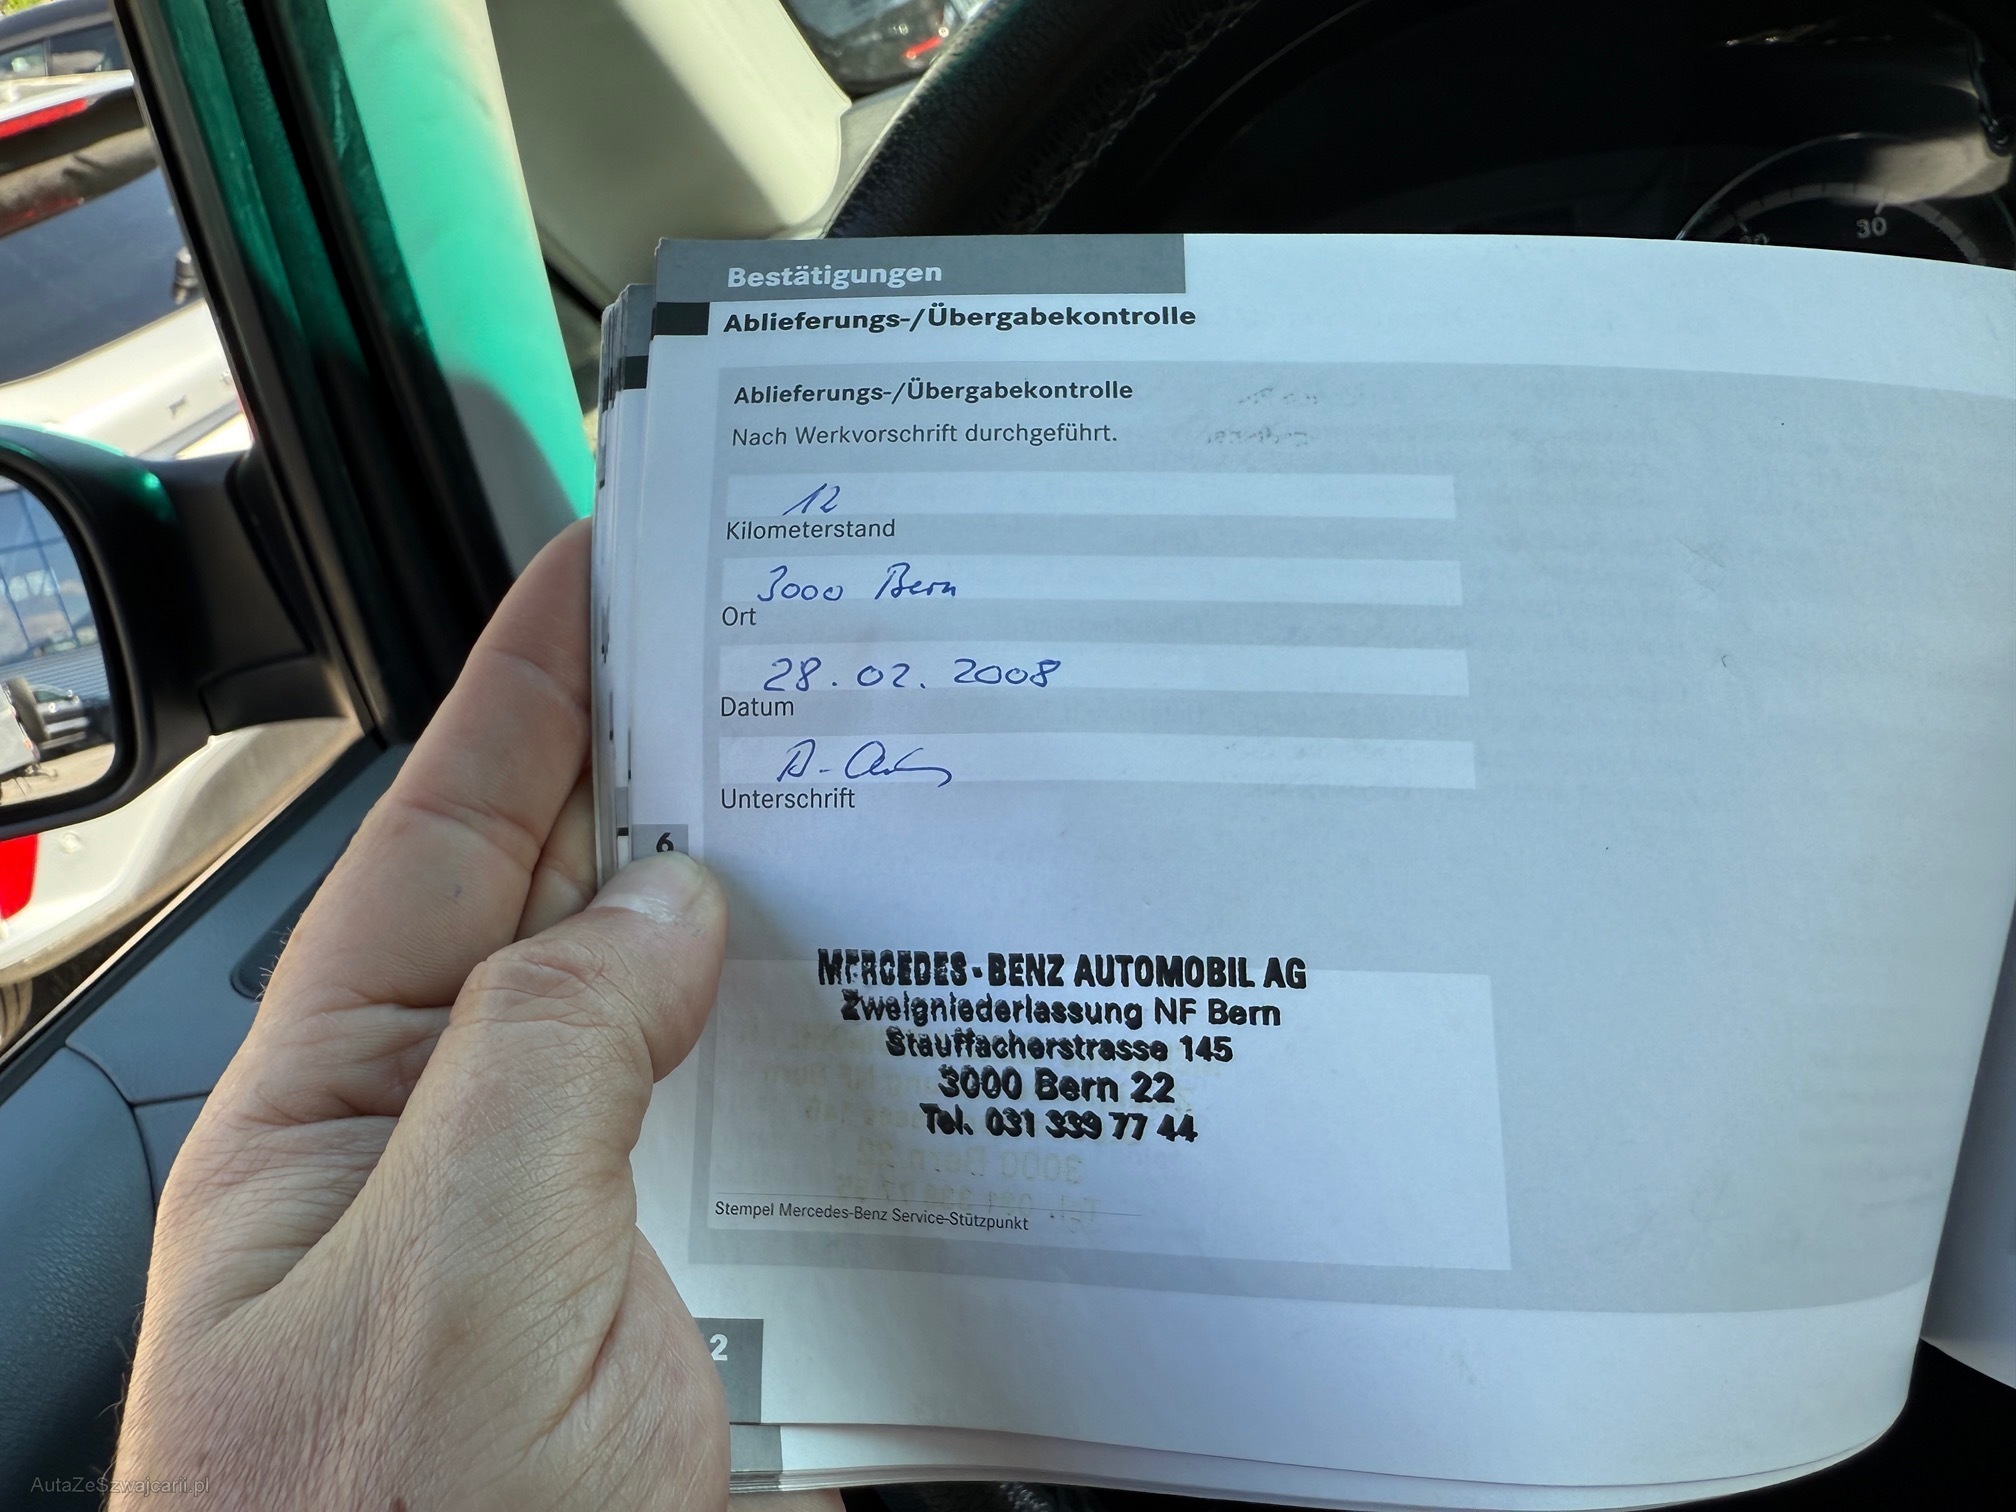 Bestätigungen
Ablieferungs-/Übergabekontrolle
Ablieferungs-/Übergabekontrolle
Nach Werkvorschrift durchgeführt.
12
Kilometerstand
3000 Bern
Ort
28.02.2008
Datum
Unterschrift
6
MERCEDES-BENZ AUTOMOBIL AG
Zweigniederlassung NF Bern
Stauffacherstrasse 145
3000 Bern 22
Tel. 031 339 77 44
Stempel Mercedes-Benz Service-Stützpunkt
2
30
AutaZeSzwajcarii.pl